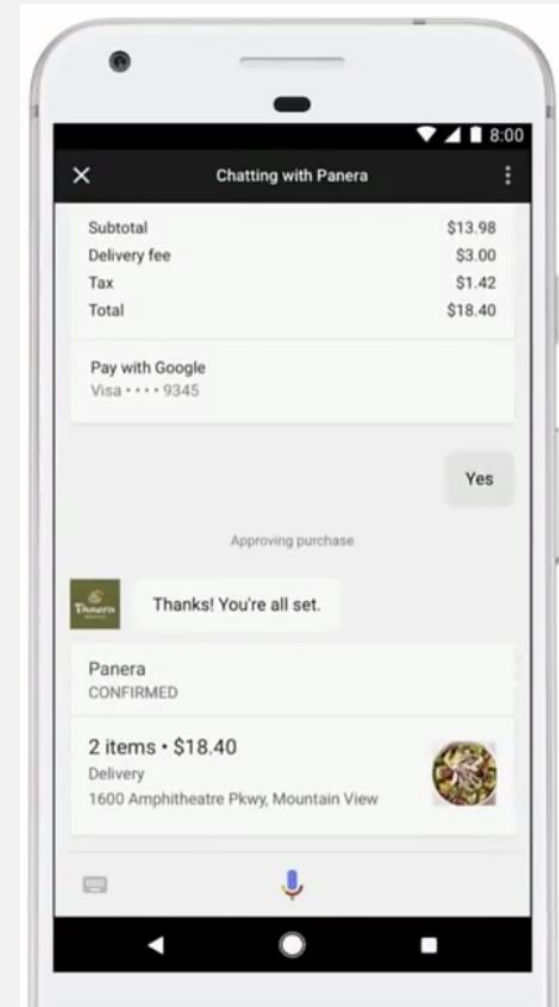 8:00
Chatting with Panera
Subtotal $13.98
Delivery fee $3.00
Tax $1.42
Total $18.40
Pay with Google
Visa • • • • 9345
Yes
Approving purchase
Panera
Thanks! You're all set.
Panera
CONFIRMED
2 items • $18.40
Delivery
1600 Amphitheatre Pkwy, Mountain View